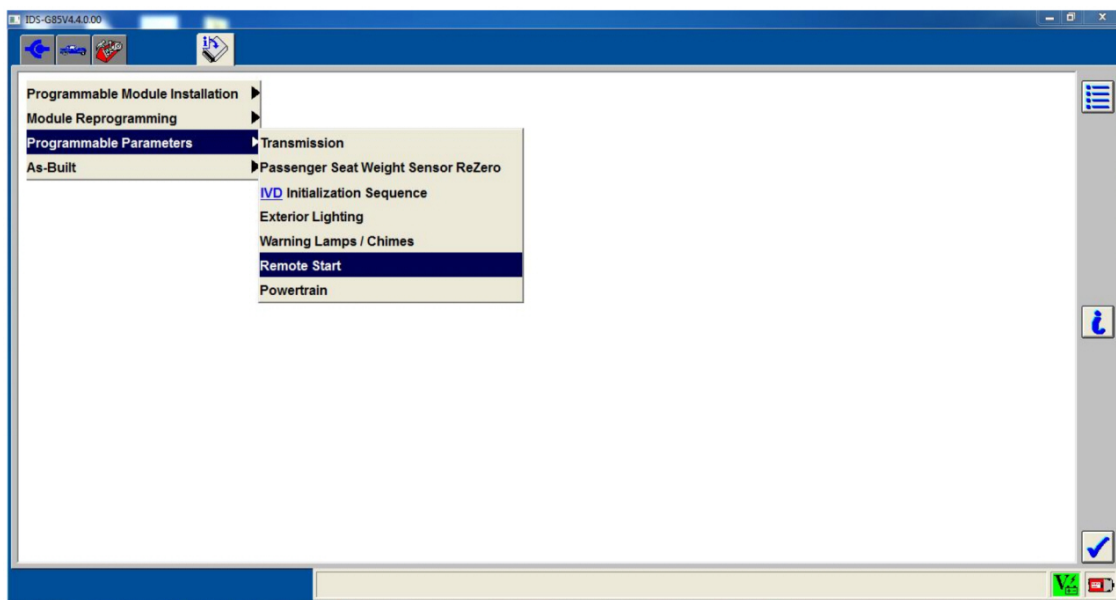 IDS-G85V4.4.0.00
Programmable Module Installation
Module Reprogramming
Programmable Parameters
As-Built
Transmission
Passenger Seat Weight Sensor ReZero
IVD Initialization Sequence
Exterior Lighting
Warning Lamps / Chimes
Remote Start
Powertrain